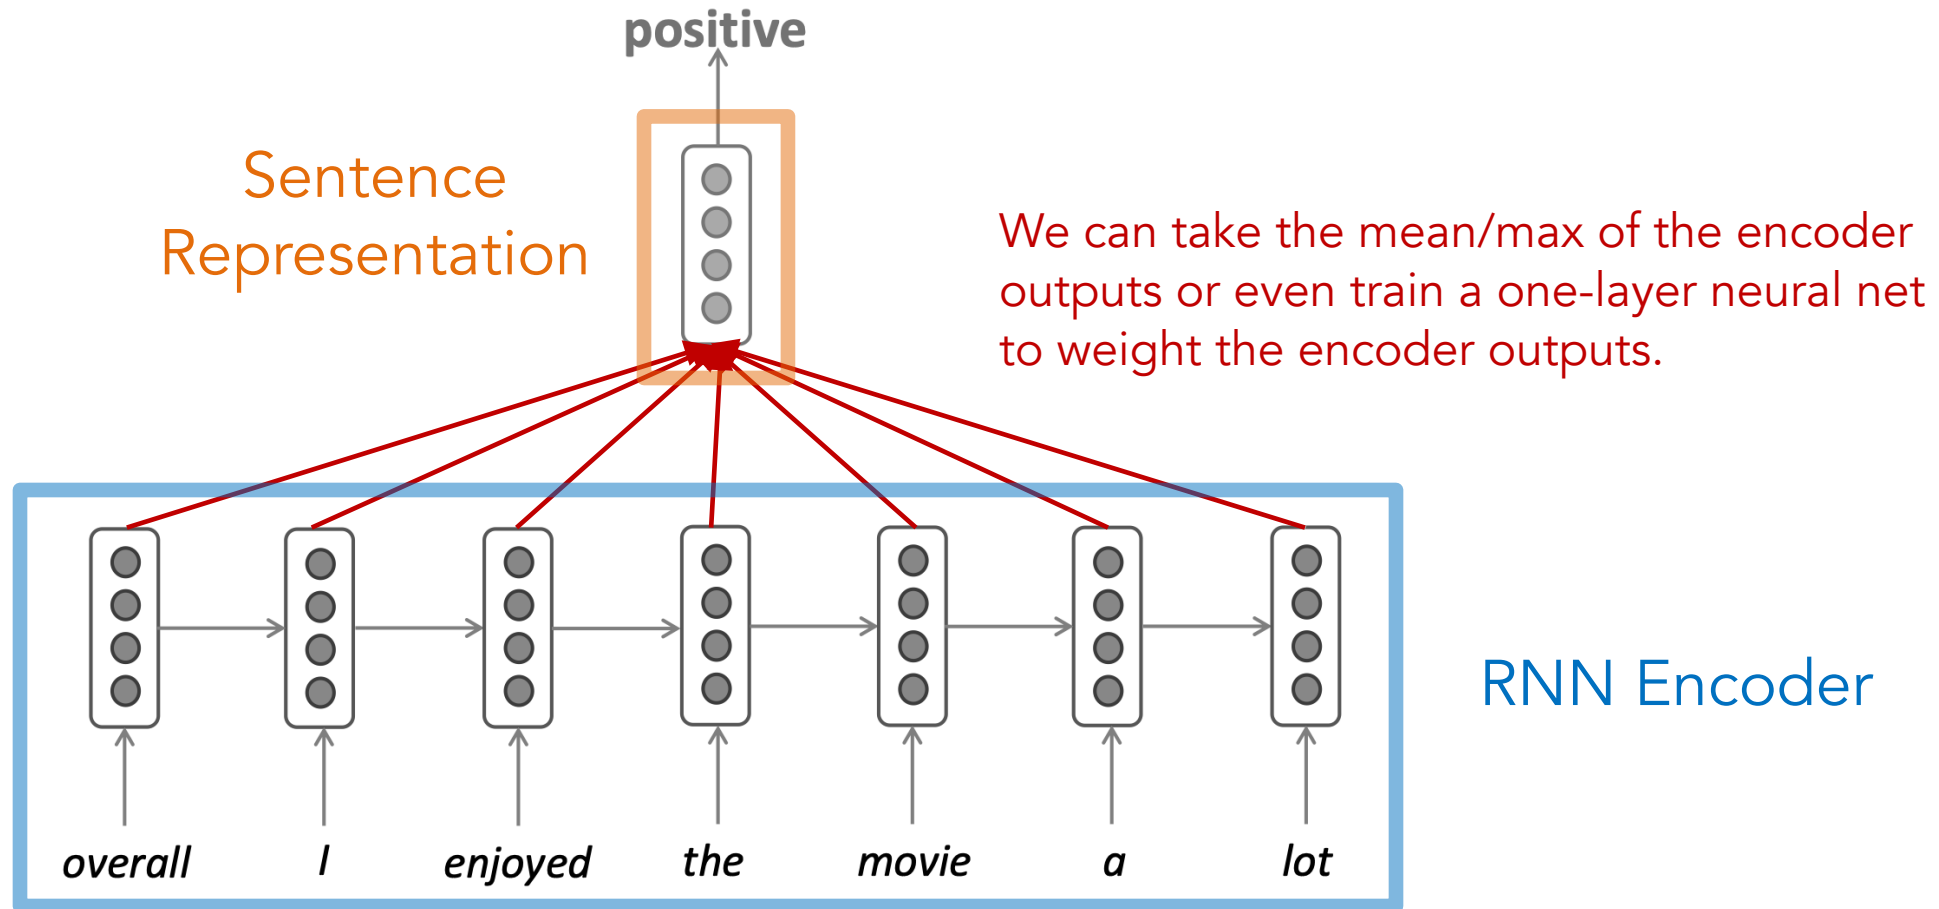 positive
Sentence
Representation
We can take the mean/max of the encoder
outputs or even train a one-layer neural net
to weight the encoder outputs.
RNN Encoder
overall I enjoyed the movie a lot